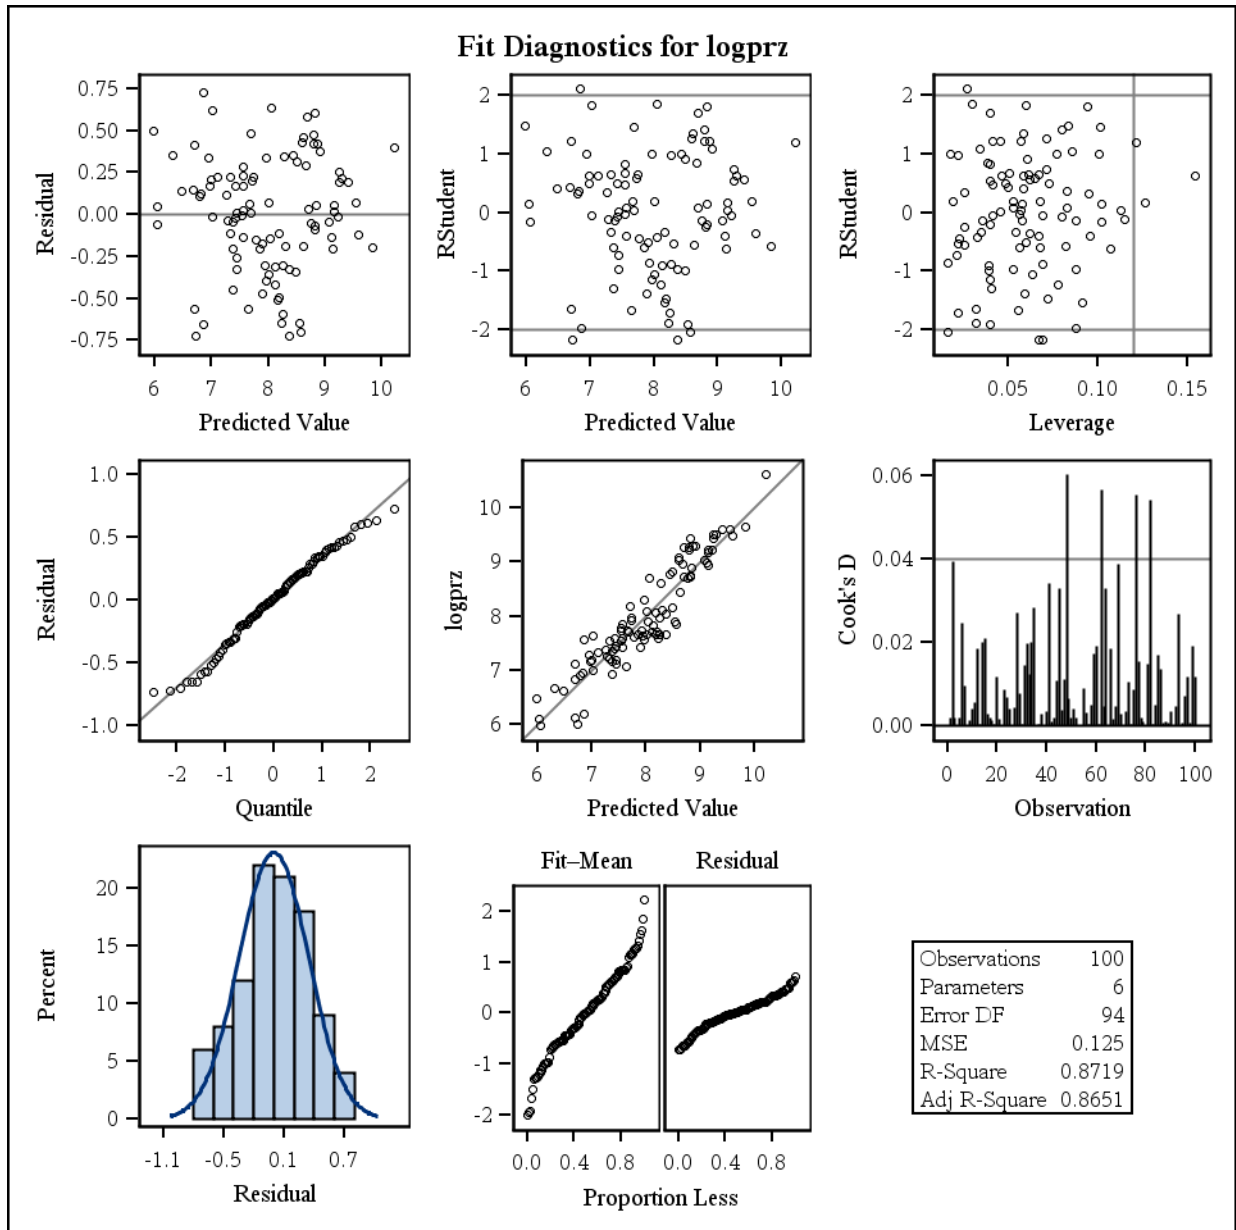 Fit Diagnostics for logprz
Residual
0.75
0.50
0.25
0.00
-0.25
-0.50
-0.75
6 7 8 9 10
Predicted Value
RStudent
2
1
0
-1
-2
6 7 8 9 10
Predicted Value
RStudent
2
1
0
-1
-2
0.05 0.10 0.15
Leverage
Residual
1.0
0.5
0.0
-0.5
-1.0
-2 -1 0 1 2
Quantile
logprz
10
9
8
7
6
6 7 8 9 10
Predicted Value
Cook's D
0.06
0.04
0.02
0.00
0 20 40 60 80 100
Observation
Percent
20
15
10
5
0
-1.1 -0.5 0.1 0.7
Residual
Fit–Mean Residual
2
1
0
-1
-2
0.0 0.4 0.8 0.0 0.4 0.8
Proportion Less
Observations 100
Parameters 6
Error DF 94
MSE 0.125
R-Square 0.8719
Adj R-Square 0.8651